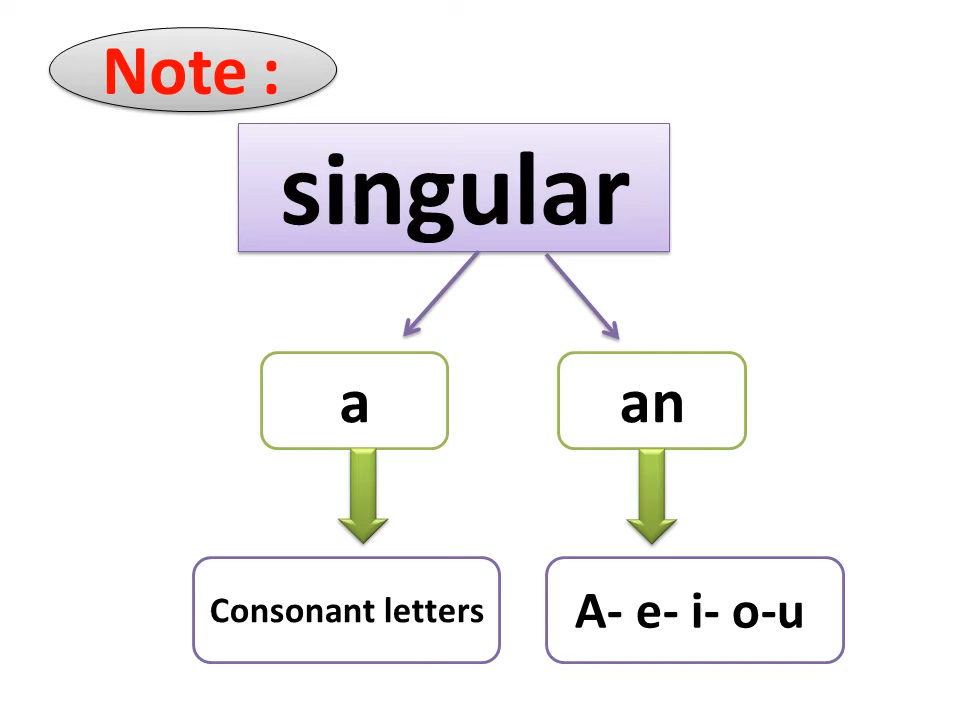 Note :
singular
a
an
Consonant letters
A- e- i- o-u